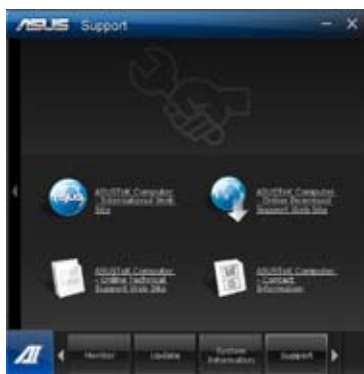 ASUS Support
ASUSTeK Computer
- International Web
Site
ASUSTeK Computer
- Online Download
Support Web Site
ASUSTeK Computer
- Online Technical
Support Web Site
ASUSTeK Computer
- Contact
Information
AI
Monitor
Update
System
Information
Support